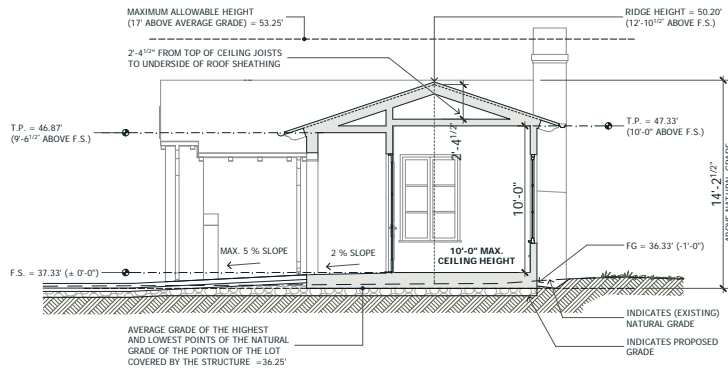 MAXIMUM ALLOWABLE HEIGHT
(17' ABOVE AVERAGE GRADE) = 53.25'
RIDGE HEIGHT = 50.20'
(12'-10 1/2" ABOVE F.S.)
2'-4 1/2" FROM TOP OF CEILING JOISTS
TO UNDERSIDE OF ROOF SHEATHING
T.P. = 46.87'
(9'-6 1/2" ABOVE F.S.)
T.P. = 47.33'
(10'-0" ABOVE F.S.)
2'-4 1/2"
10'-0"
14'-2 1/2"
ABOVE NATURAL GRADE
MAX. 5 % SLOPE
2 % SLOPE
10'-0" MAX.
CEILING HEIGHT
FG = 36.33' (-1'-0")
F.S. = 37.33' (± 0'-0")
INDICATES (EXISTING)
NATURAL GRADE
INDICATES PROPOSED
GRADE
AVERAGE GRADE OF THE HIGHEST
AND LOWEST POINTS OF THE NATURAL
GRADE OF THE PORTION OF THE LOT
COVERED BY THE STRUCTURE =36.25'